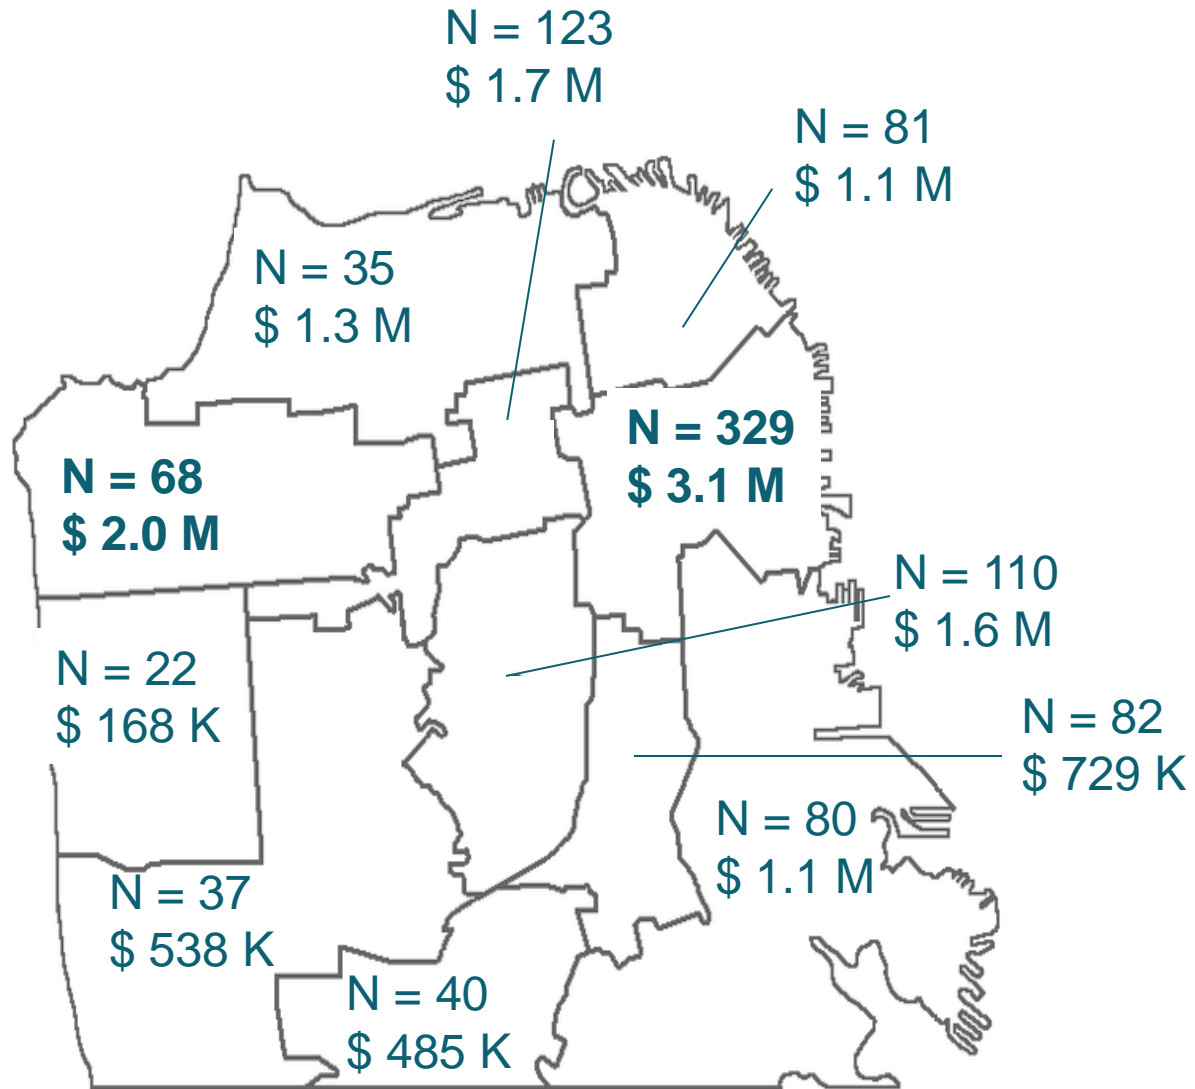 N = 123
$ 1.7 M
N = 81
$ 1.1 M
N = 35
$ 1.3 M
N = 329
$ 3.1 M
N = 68
$ 2.0 M
N = 110
$ 1.6 M
N = 22
$ 168 K
N = 82
$ 729 K
N = 80
$ 1.1 M
N = 37
$ 538 K
N = 40
$ 485 K